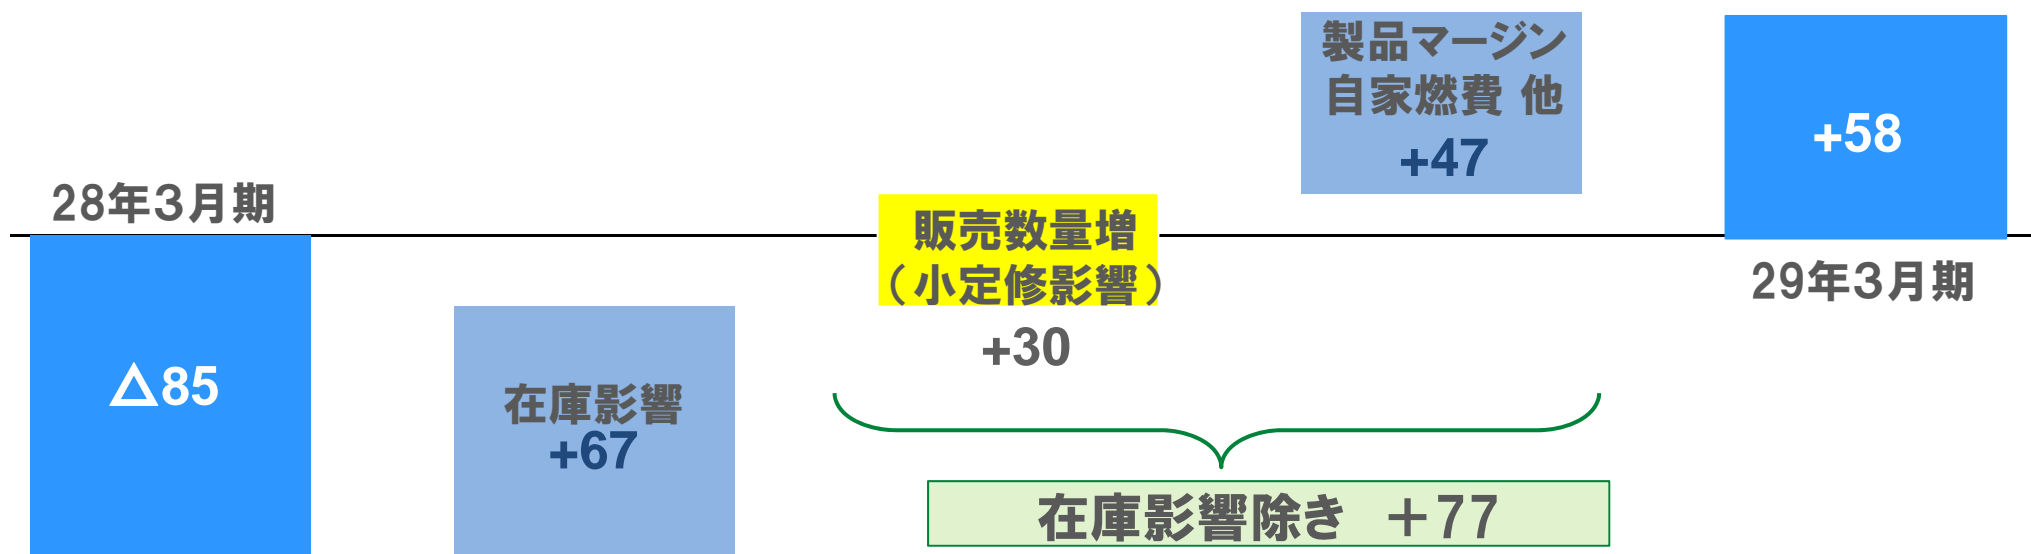 28年３月期
△85
在庫影響
+67
販売数量増
（小定修影響）
+30
製品マージン
自家燃費 他
+47
+58
29年３月期
在庫影響除き　＋77